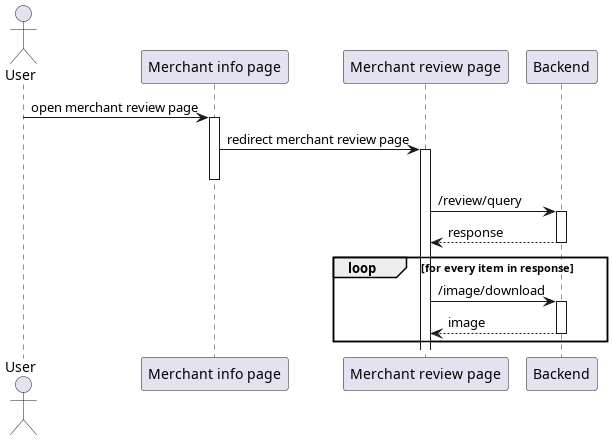 User
Merchant info page
Merchant review page
Backend
open merchant review page
redirect merchant review page
/review/query
response
loop
[for every item in response]
/image/download
image
User
Merchant info page
Merchant review page
Backend